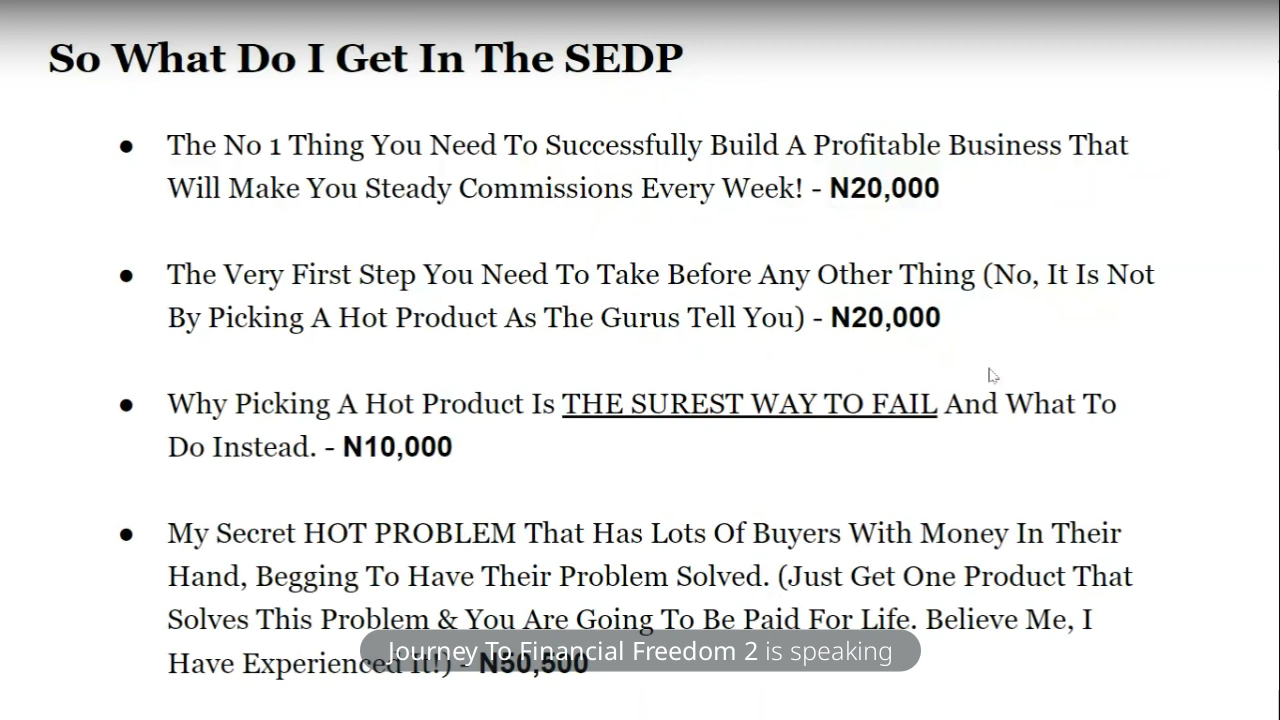 So What Do I Get In The SEDP
● The No 1 Thing You Need To Successfully Build A Profitable Business That
Will Make You Steady Commissions Every Week! - N20,000
● The Very First Step You Need To Take Before Any Other Thing (No, It Is Not
By Picking A Hot Product As The Gurus Tell You) - N20,000
● Why Picking A Hot Product Is THE SUREST WAY TO FAIL And What To
Do Instead. - N10,000
● My Secret HOT PROBLEM That Has Lots Of Buyers With Money In Their
Hand, Begging To Have Their Problem Solved. (Just Get One Product That
Solves This Problem & You Are Going To Be Paid For Life. Believe Me, I
Have Experienced It!) - N50,500
Journey To Financial Freedom 2 is speaking